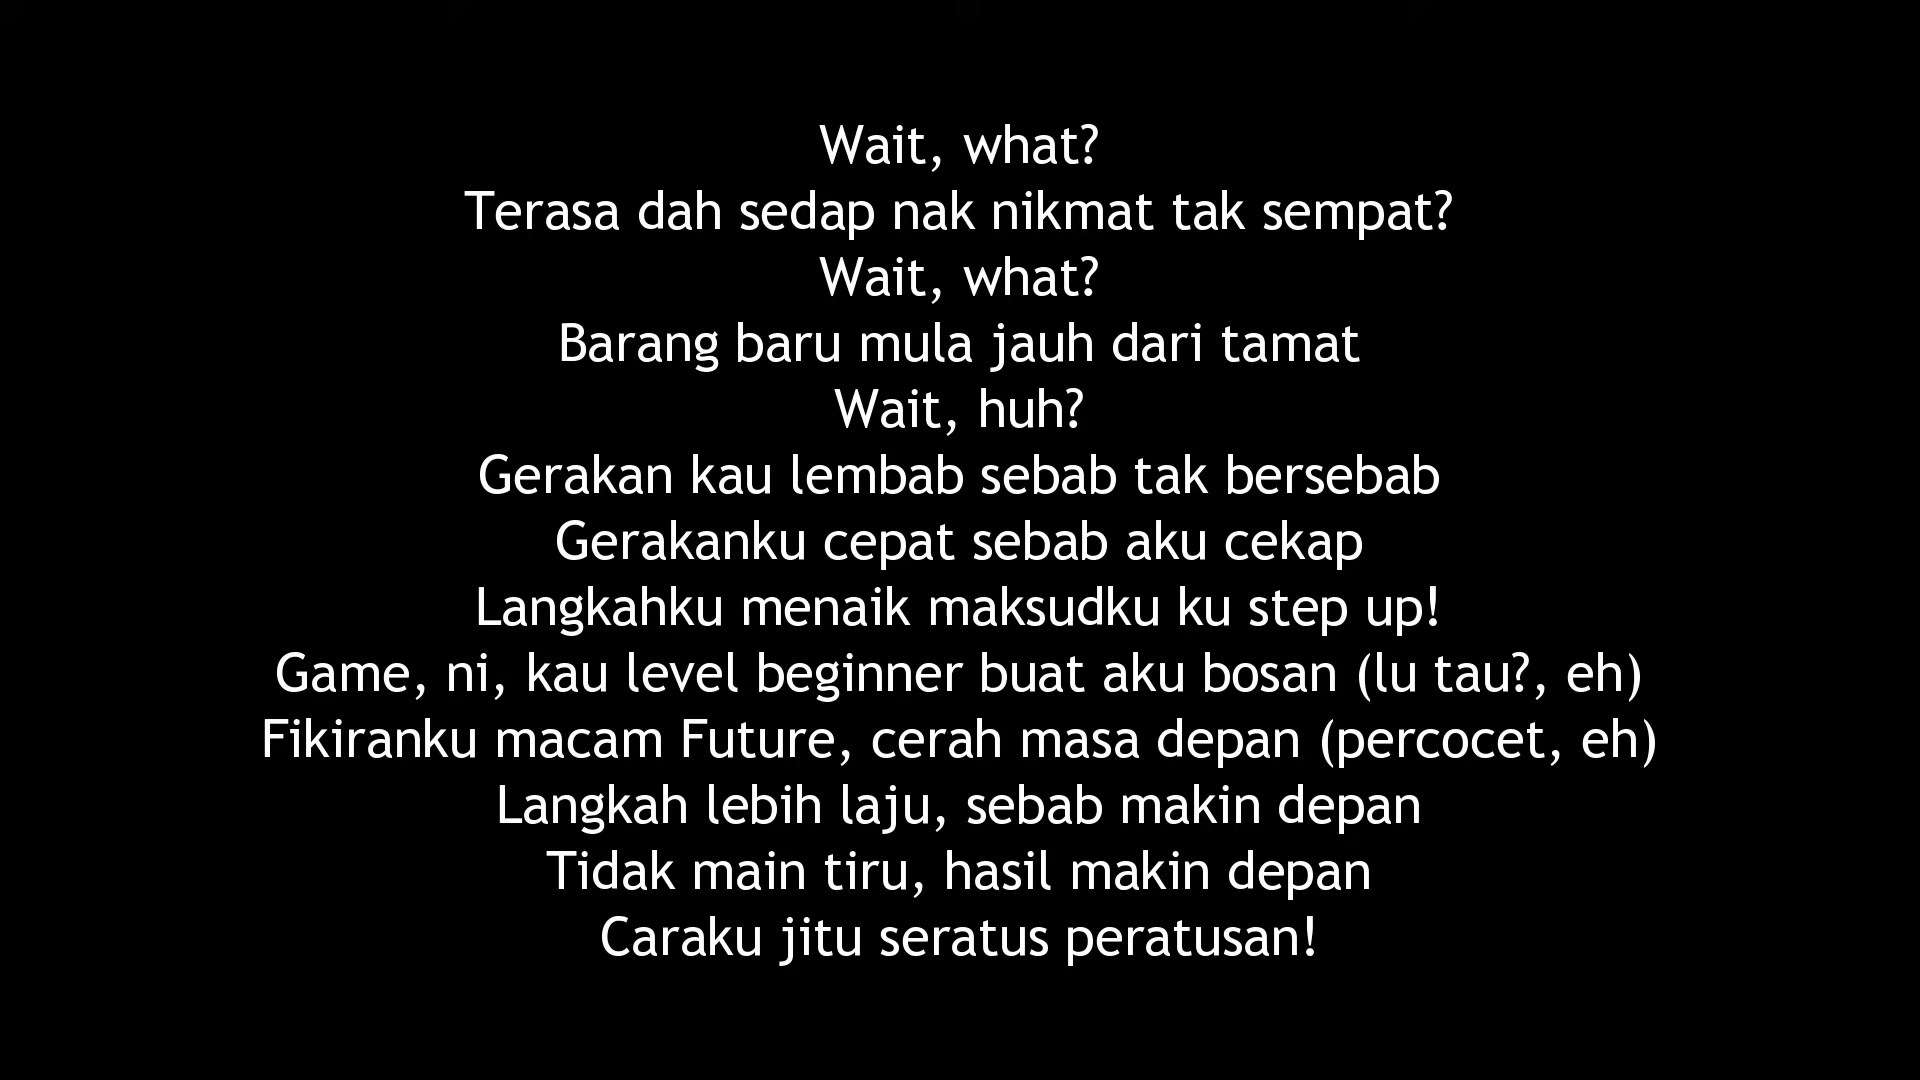 Wait, what?
Terasa dah sedap nak nikmat tak sempat?
Wait, what?
Barang baru mula jauh dari tamat
Wait, huh?
Gerakan kau lembab sebab tak bersebab
Gerakanku cepat sebab aku cekap
Langkahku menaik maksudku ku step up!
Game, ni, kau level beginner buat aku bosan (lu tau?, eh)
Fikiranku macam Future, cerah masa depan (percocet, eh)
Langkah lebih laju, sebab makin depan
Tidak main tiru, hasil makin depan
Caraku jitu seratus peratusan!